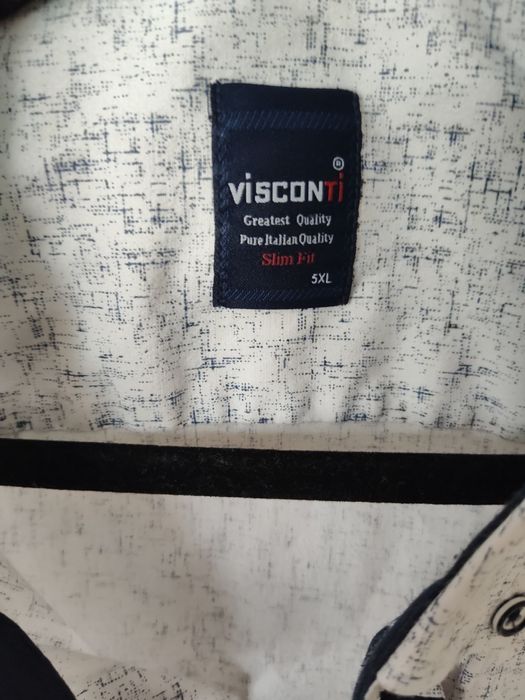 VISCONTI
Greatest Quality
Pure Italian Quality
Slim Fit
5XL